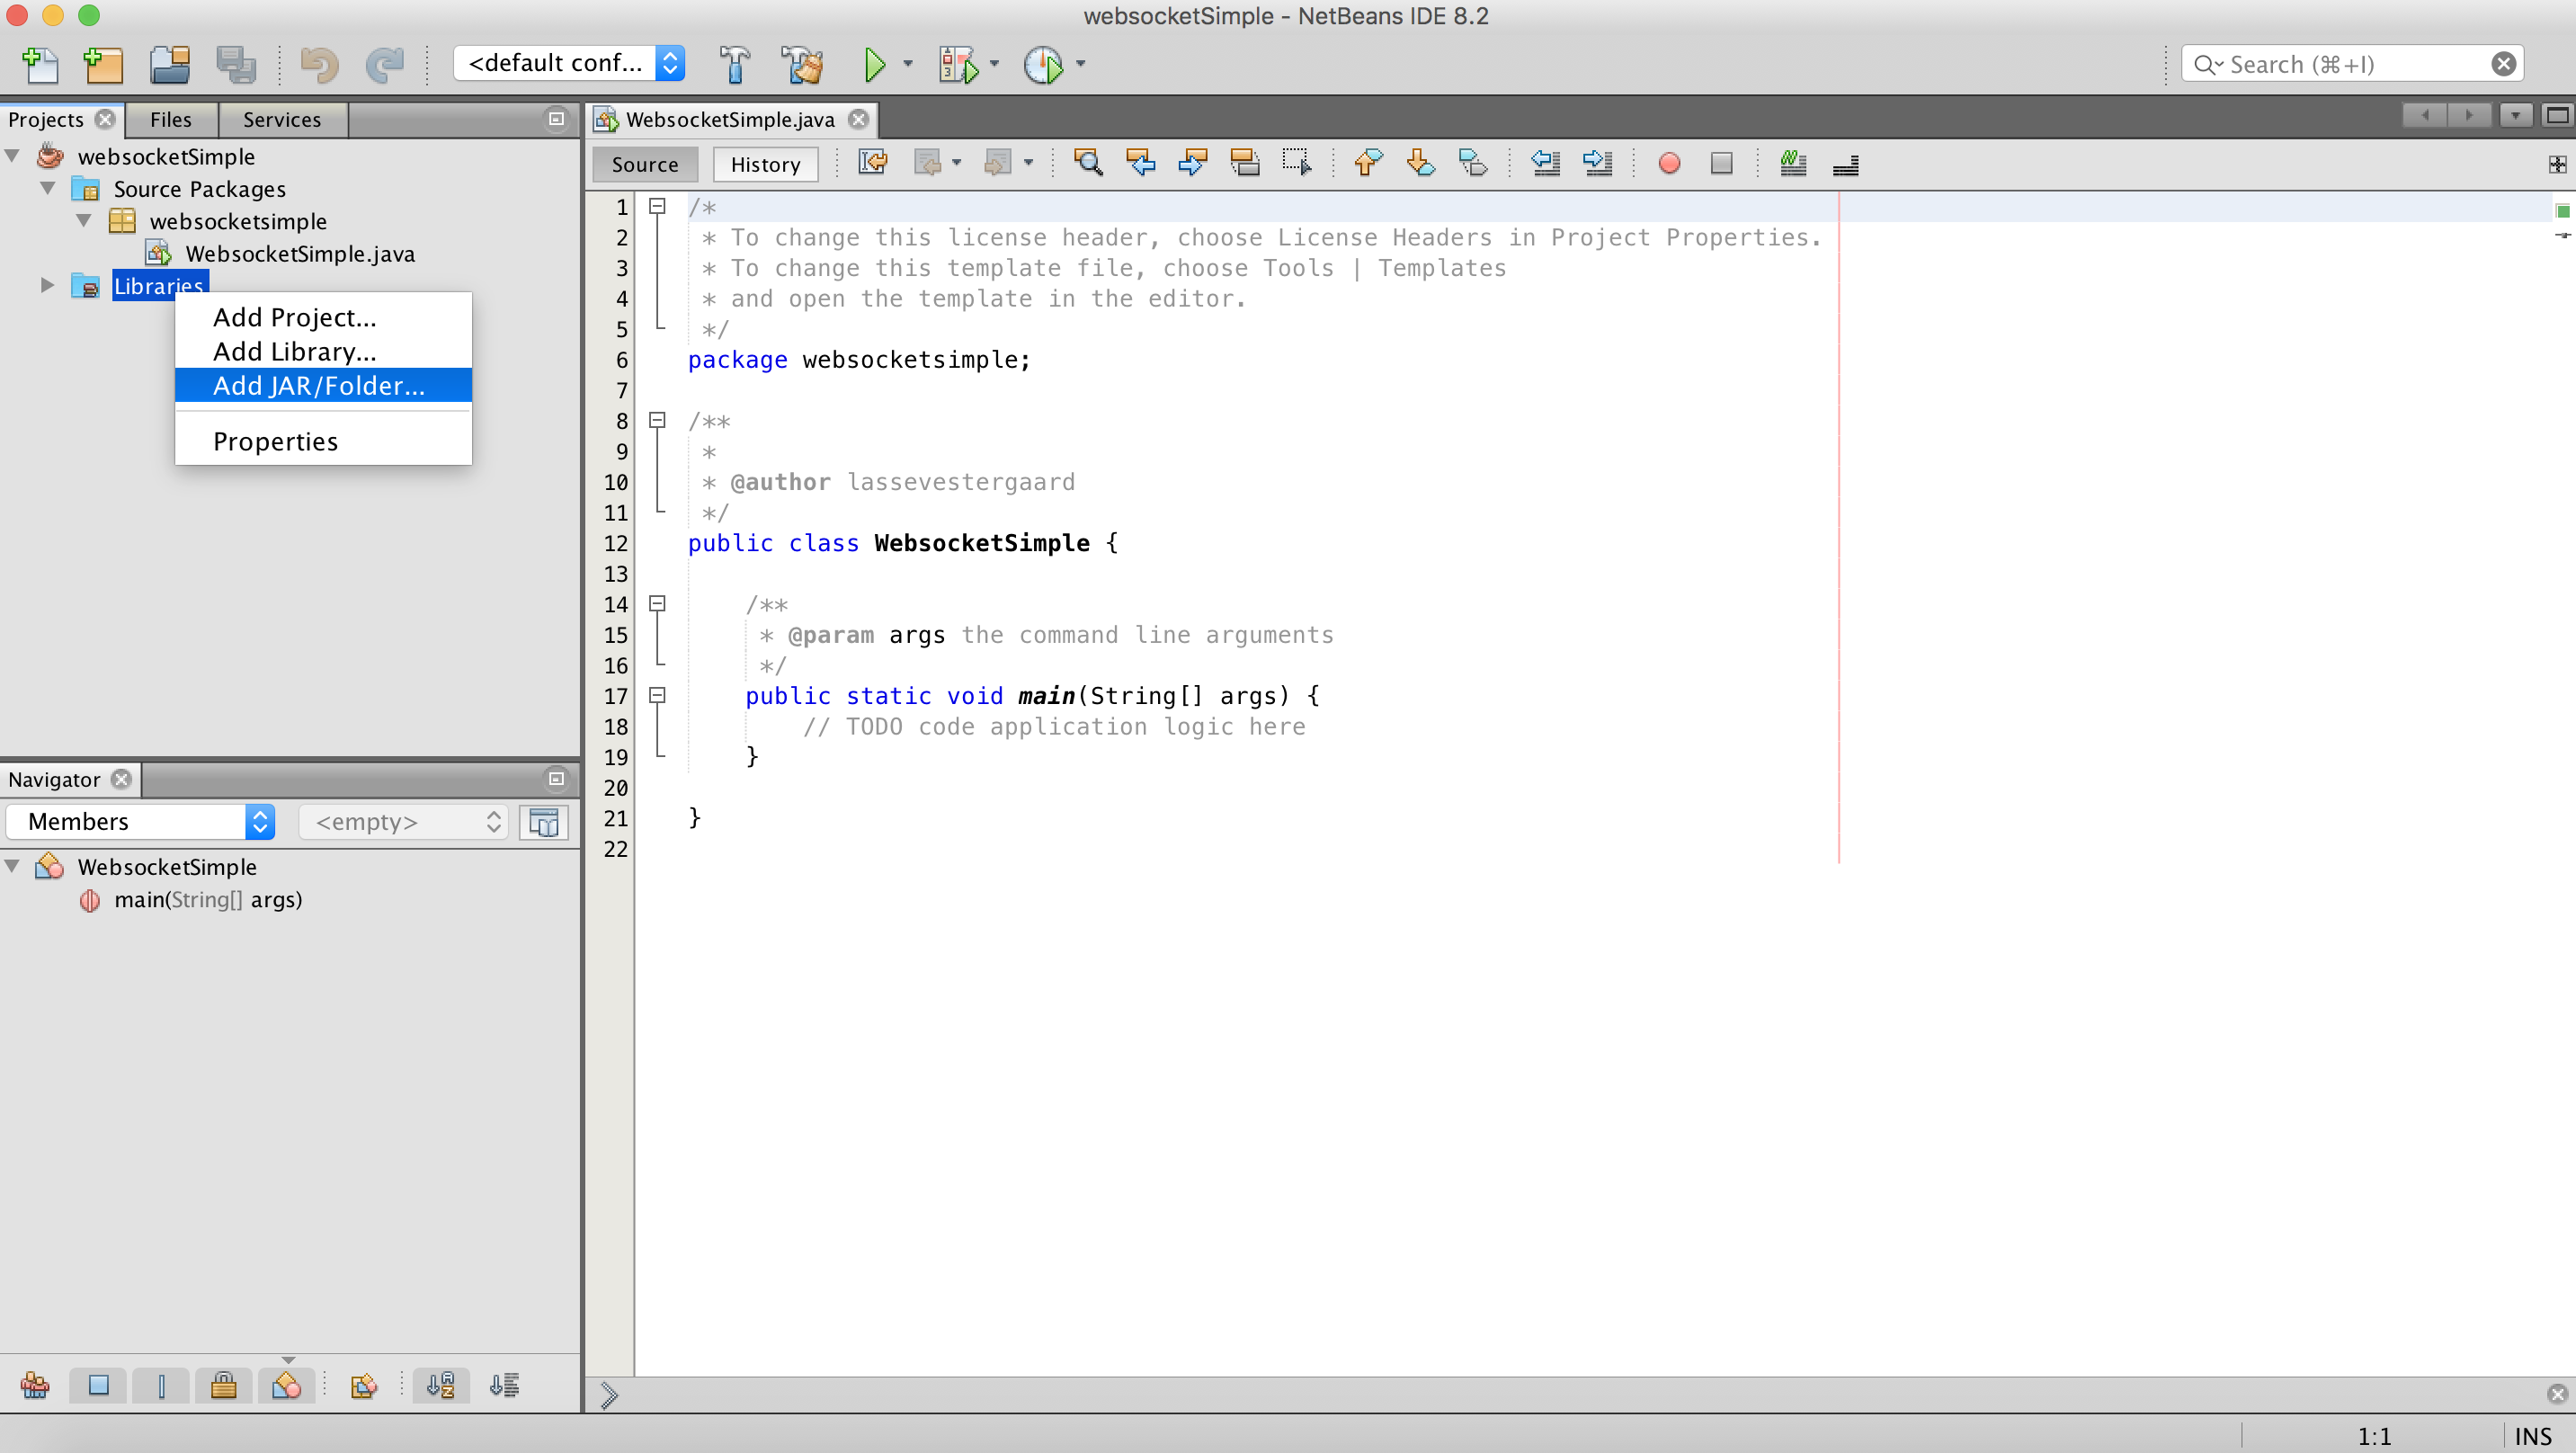 websocketSimple - NetBeans IDE 8.2
<default conf...
Search (⌘+I)
Projects
Files
Services
websocketSimple
Source Packages
websocketsimple
WebsocketSimple.java
Libraries
Add Project...
Add Library...
Add JAR/Folder...
Properties
Navigator
Members
<empty>
WebsocketSimple
main(String[] args)
WebsocketSimple.java
Source
History
1 /*
2 * To change this license header, choose License Headers in Project Properties.
3 * To change this template file, choose Tools | Templates
4 * and open the template in the editor.
5 */
6 package websocketsimple;
7
8 /**
9 *
10 * @author lassevestergaard
11 */
12 public class WebsocketSimple {
13
14 /**
15 * @param args the command line arguments
16 */
17 public static void main(String[] args) {
18 // TODO code application logic here
19 }
20
21 }
22
1:1
INS